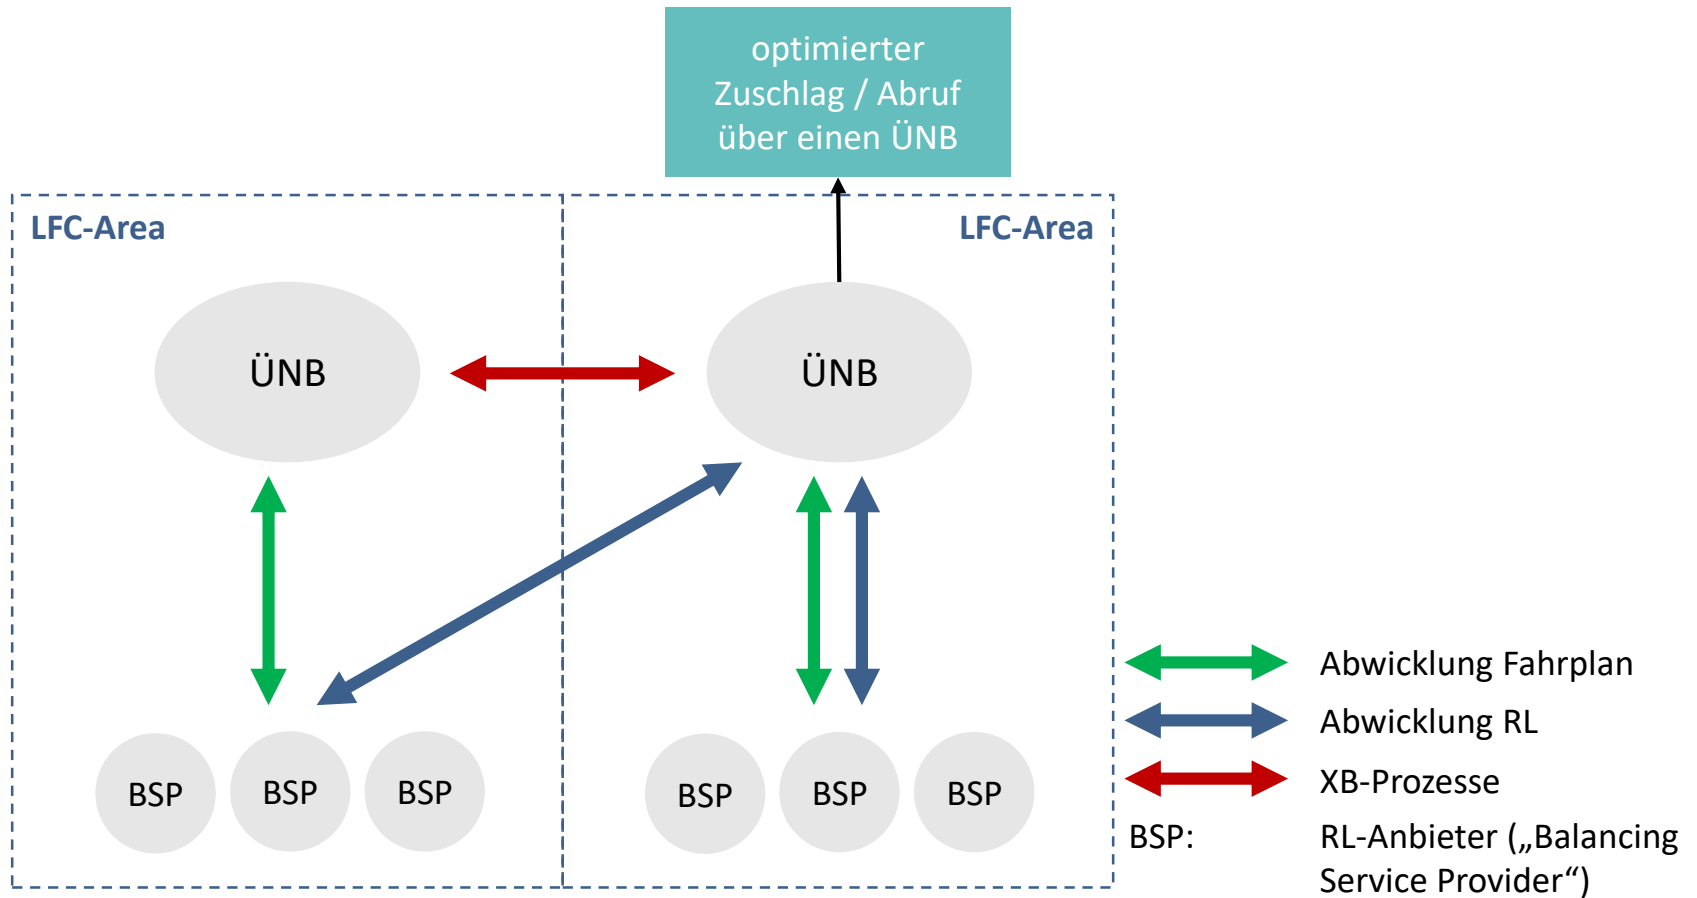 optimierter
Zuschlag / Abruf
über einen ÜNB
LFC-Area
LFC-Area
ÜNB
ÜNB
BSP
BSP
BSP
BSP
BSP
BSP
Abwicklung Fahrplan
Abwicklung RL
XB-Prozesse
BSP: RL-Anbieter („Balancing
Service Provider“)